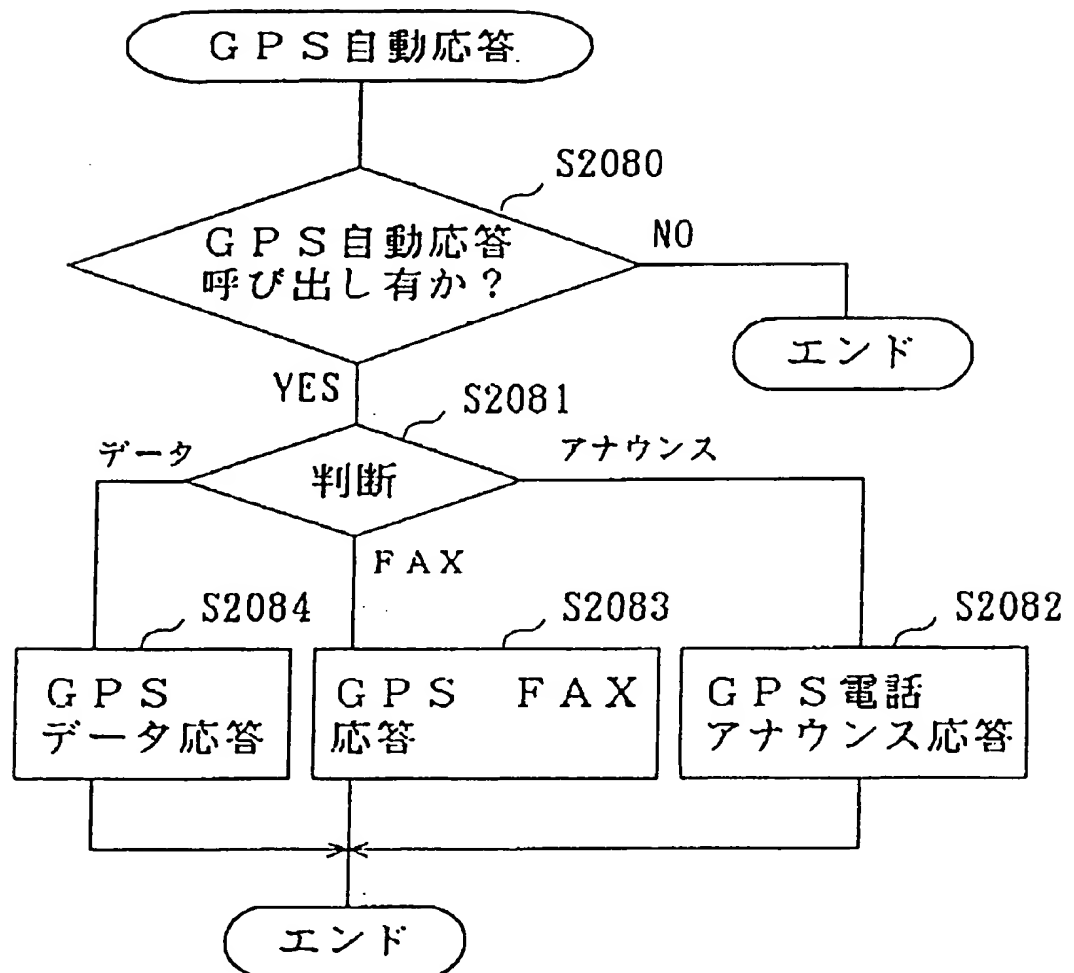 GPS自動応答
S2080
GPS自動応答
呼び出し有か？
NO
エンド
YES
S2081
データ
判断
アナウンス
FAX
S2084
S2083
S2082
GPS
データ応答
GPS FAX
応答
GPS電話
アナウンス応答
エンド